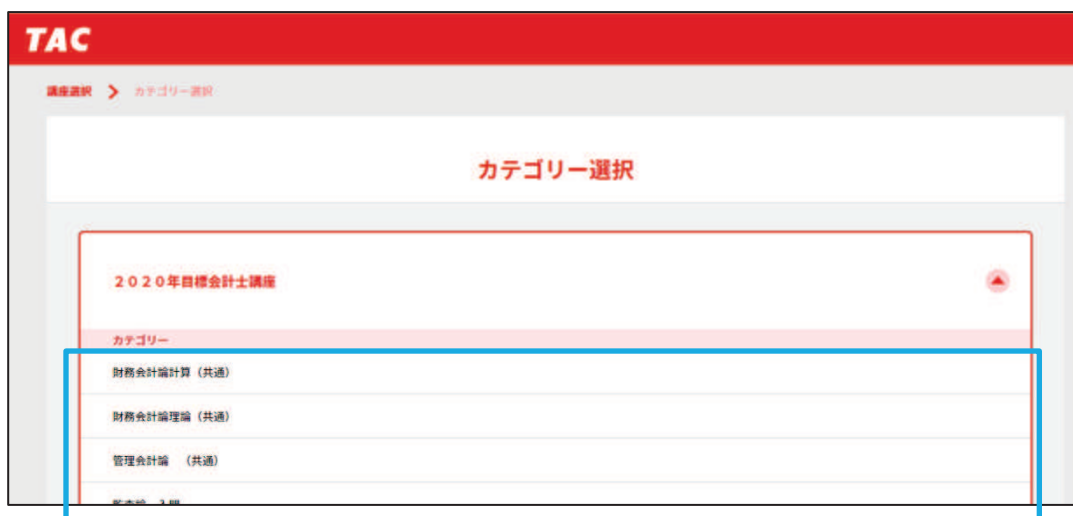 TAC
講座選択 > カテゴリー選択
カテゴリー選択
2020年目標会計士講座
カテゴリー
財務会計論計算（共通）
財務会計論理論（共通）
管理会計論　（共通）